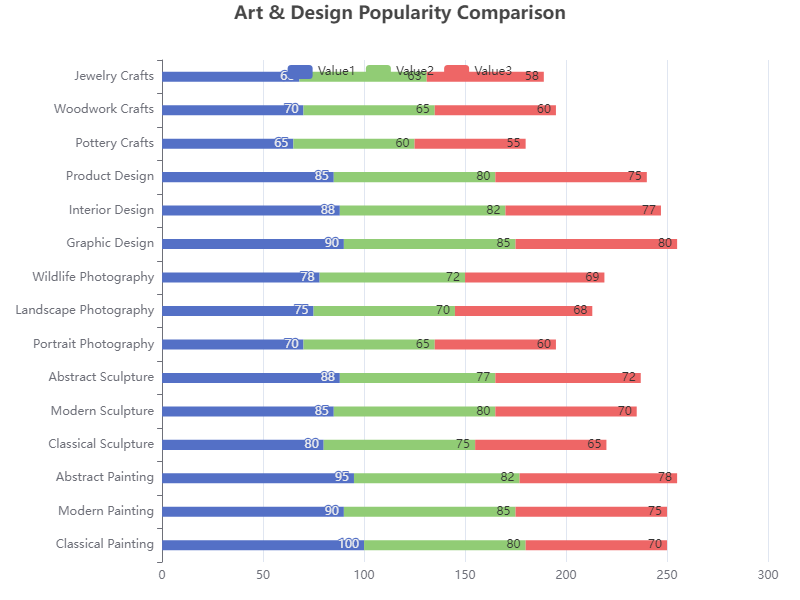 Art & Design Popularity Comparison
Value1 Value2 Value3
Jewelry Crafts 63 58
Woodwork Crafts 70 65 60
Pottery Crafts 65 60 55
Product Design 85 80 75
Interior Design 88 82 77
Graphic Design 90 85 80
Wildlife Photography 78 72 69
Landscape Photography 75 70 68
Portrait Photography 70 65 60
Abstract Sculpture 88 77 72
Modern Sculpture 85 80 70
Classical Sculpture 80 75 65
Abstract Painting 95 82 78
Modern Painting 90 85 75
Classical Painting 100 80 70
0 50 100 150 200 250 300